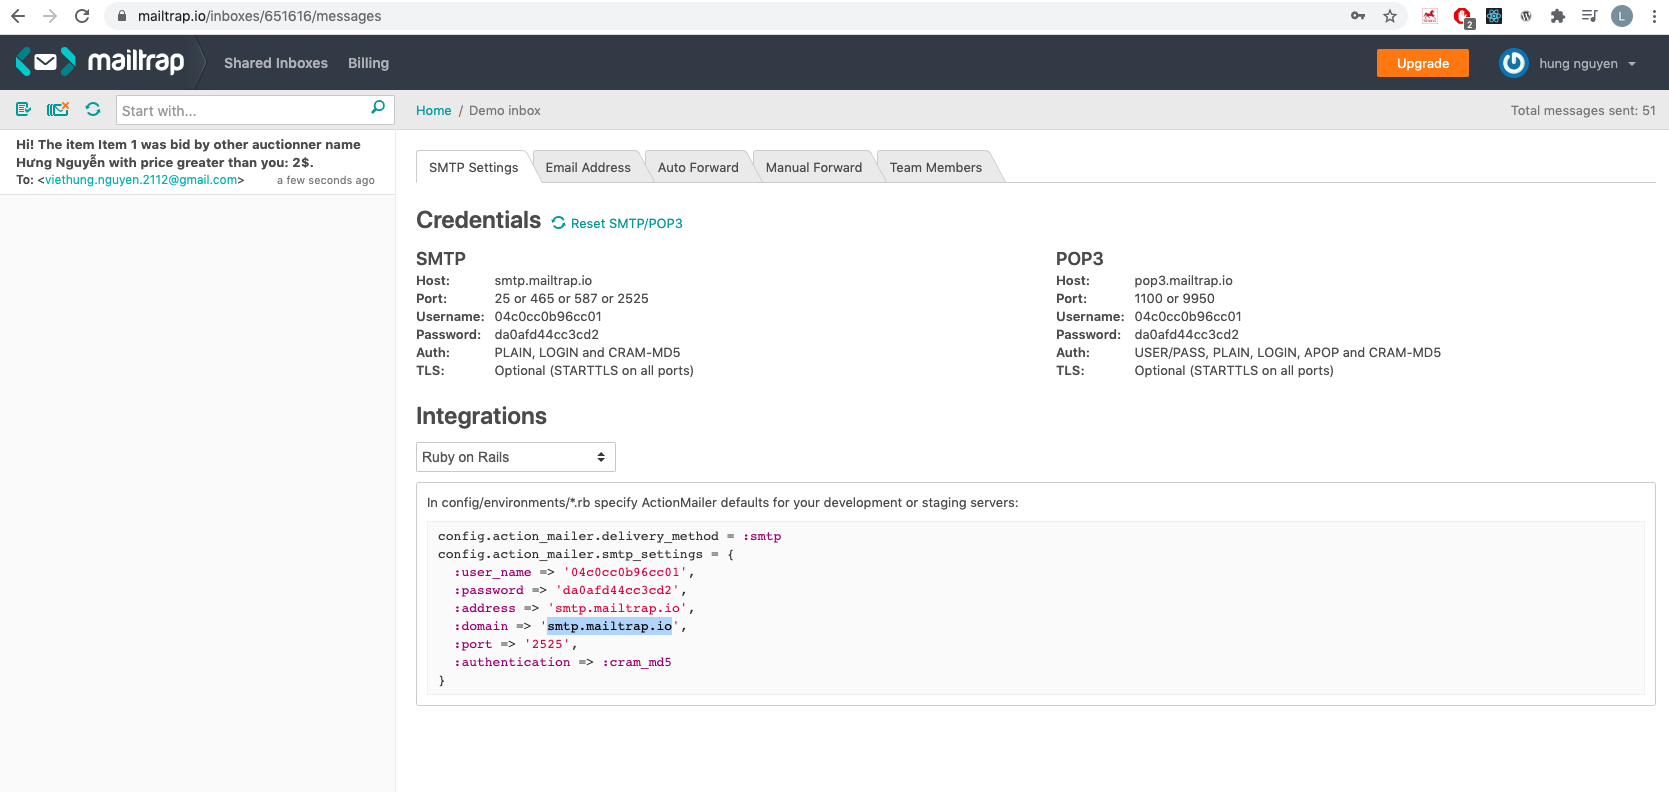 mailtrap.io/inboxes/651616/messages
2
L
mailtrap
Shared Inboxes
Billing
Upgrade
hung nguyen
Start with...
Home / Demo inbox
Total messages sent: 51
Hi! The item Item 1 was bid by other auctionner name
Hưng Nguyễn with price greater than you: 2$.
To: <viethung.nguyen.2112@gmail.com>
a few seconds ago
SMTP Settings
Email Address
Auto Forward
Manual Forward
Team Members
Credentials
Reset SMTP/POP3
SMTP
Host: smtp.mailtrap.io
Port: 25 or 465 or 587 or 2525
Username: 04c0cc0b96cc01
Password: da0afd44cc3cd2
Auth: PLAIN, LOGIN and CRAM-MD5
TLS: Optional (STARTTLS on all ports)
POP3
Host: pop3.mailtrap.io
Port: 1100 or 9950
Username: 04c0cc0b96cc01
Password: da0afd44cc3cd2
Auth: USER/PASS, PLAIN, LOGIN, APOP and CRAM-MD5
TLS: Optional (STARTTLS on all ports)
Integrations
Ruby on Rails
In config/environments/*.rb specify ActionMailer defaults for your development or staging servers:
config.action_mailer.delivery_method = :smtp
config.action_mailer.smtp_settings = {
:user_name => '04c0cc0b96cc01',
:password => 'da0afd44cc3cd2',
:address => 'smtp.mailtrap.io',
:domain => 'smtp.mailtrap.io',
:port => '2525',
:authentication => :cram_md5
}